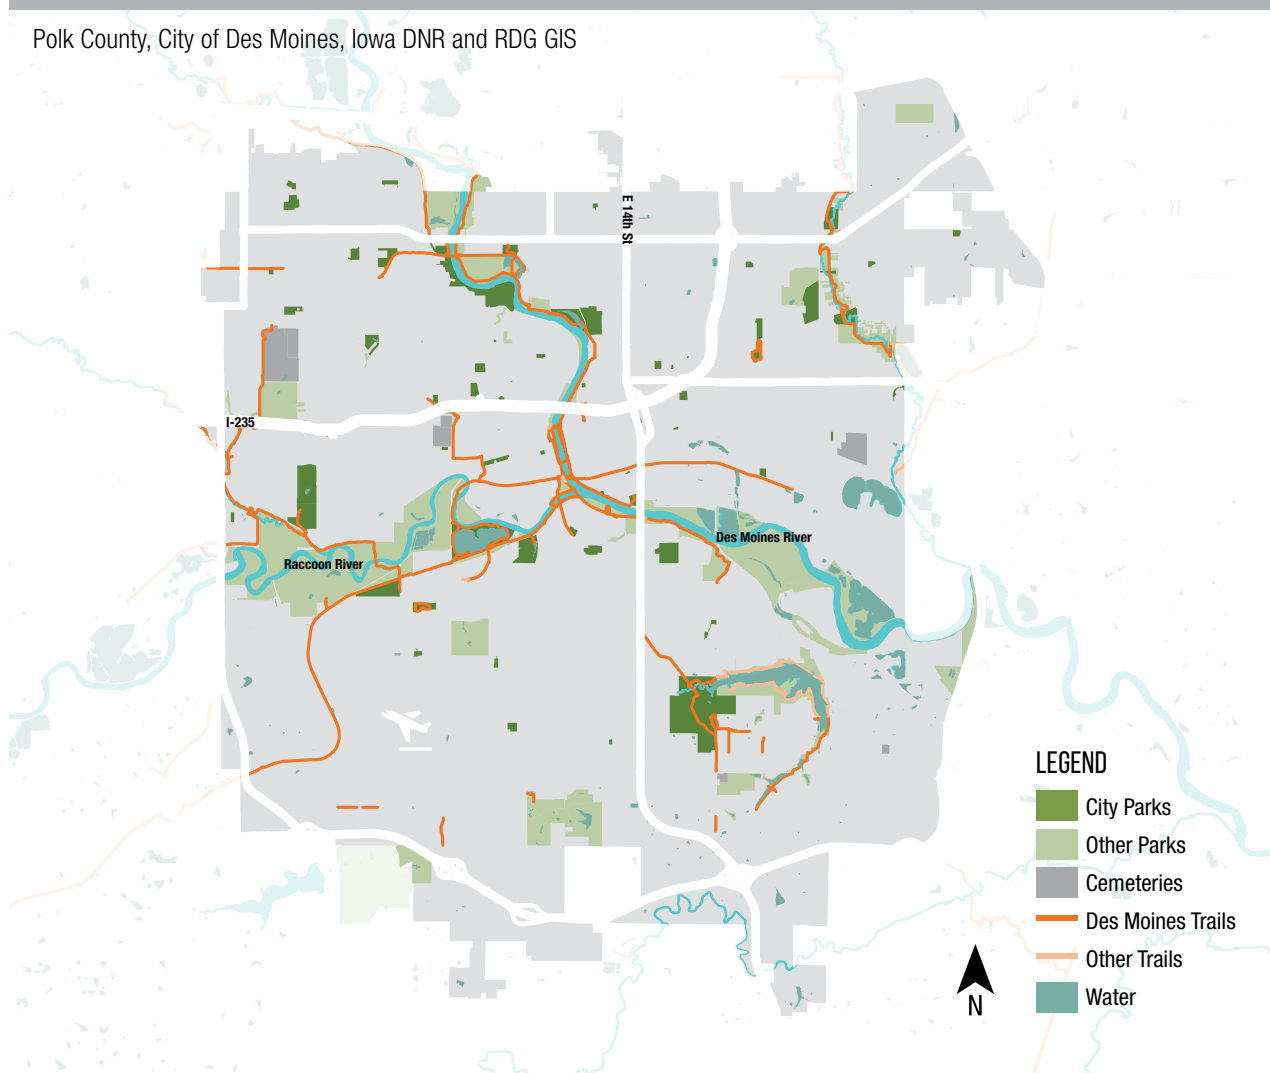 Polk County, City of Des Moines, Iowa DNR and RDG GIS
E 14th St
I-235
Des Moines River
Raccoon River
LEGEND
City Parks
Other Parks
Cemeteries
Des Moines Trails
Other Trails
Water
N